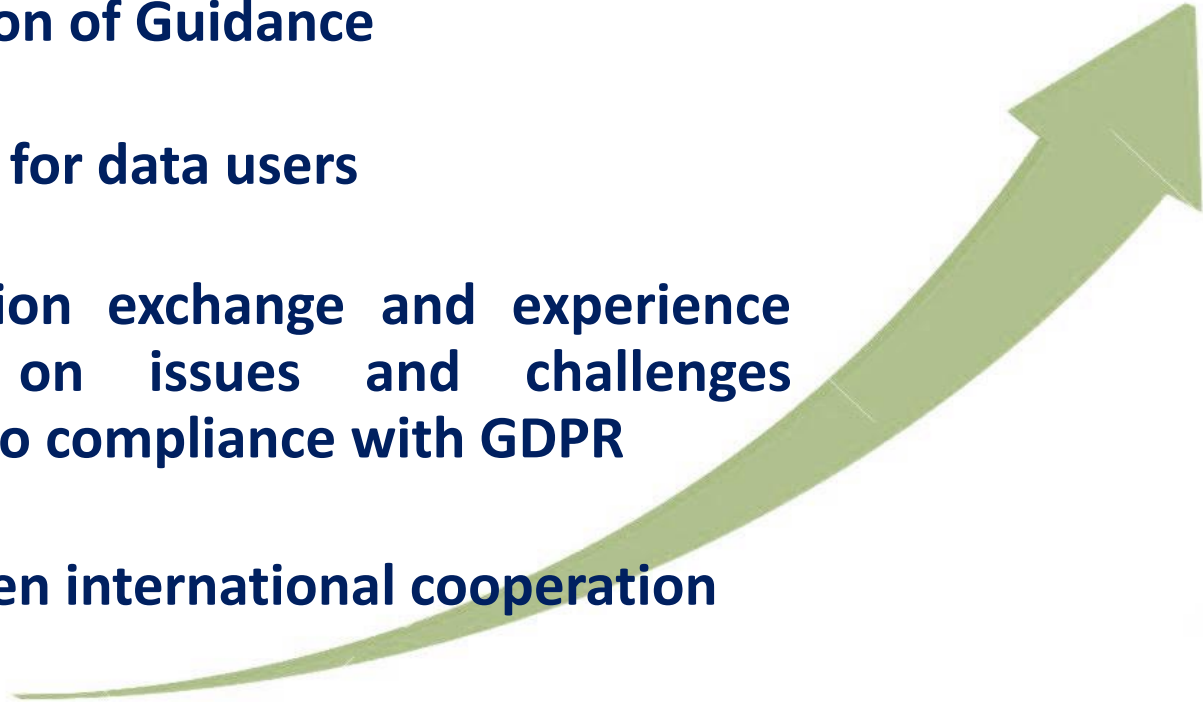 on of Guidance
for data users
ion exchange and experience
on issues and challenges
o compliance with GDPR
en international cooperation